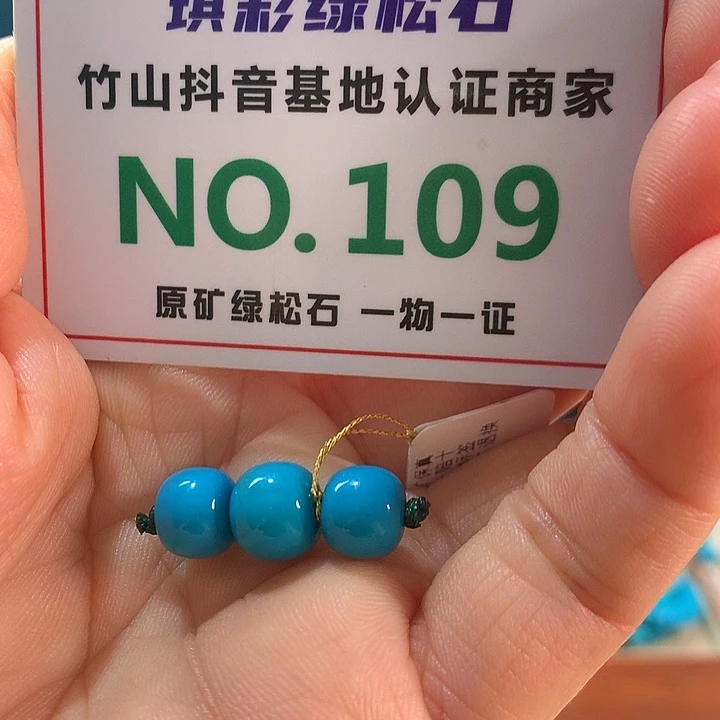 琪彩绿松石
竹山抖音基地认证商家
NO.109
原矿绿松石 一物一证